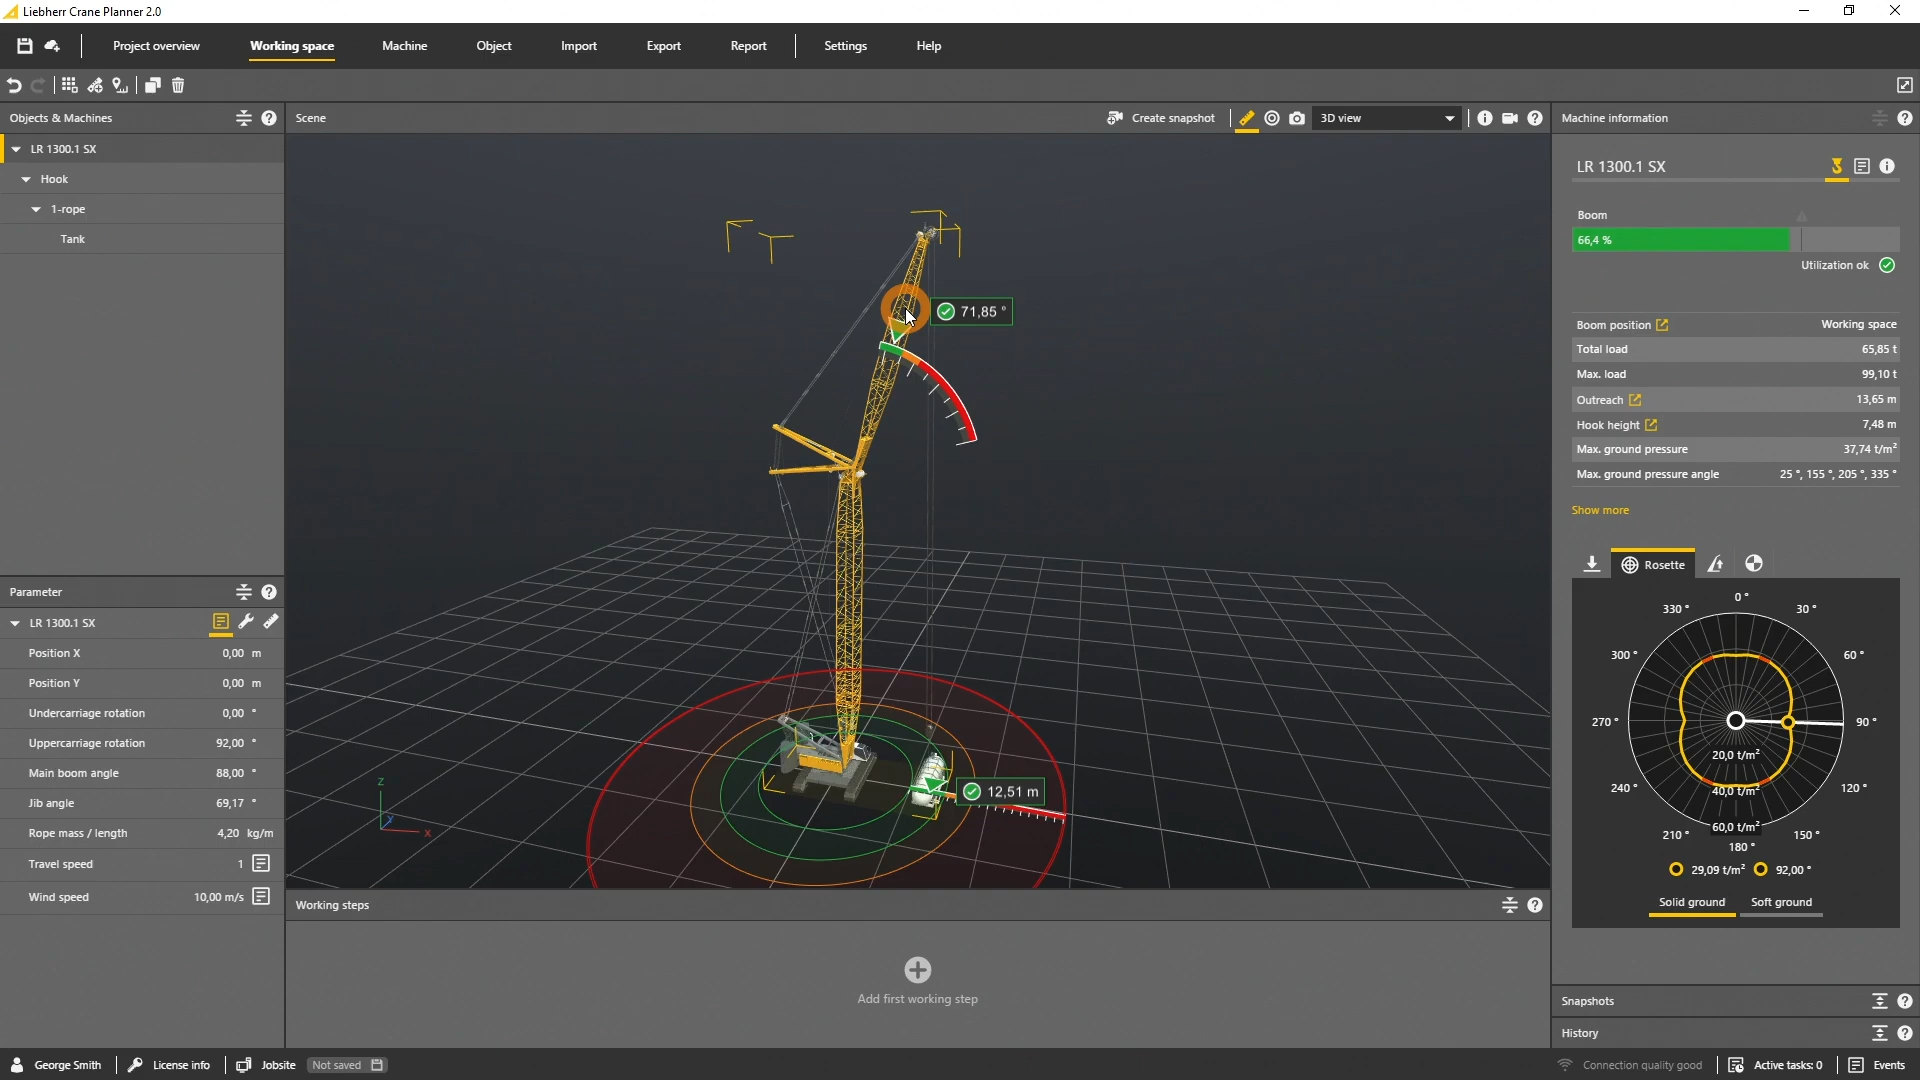 Liebherr Crane Planner 2.0
Project overview
Working space
Machine
Object
Import
Export
Report
Settings
Help
Objects & Machines
LR 1300.1 SX
Hook
1-rope
Tank
Parameter
LR 1300.1 SX
Position X 0,00 m
Position Y 0,00 m
Undercarriage rotation 0,00 °
Uppercarriage rotation 92,00 °
Main boom angle 88,00 °
Jib angle 69,17 °
Rope mass / length 4,20 kg/m
Travel speed 1
Wind speed 10,00 m/s
Scene
Create snapshot
3D view
71,85 °
12,51 m
Z
Y
X
Working steps
Add first working step
Machine information
LR 1300.1 SX
Boom
66,4 %
Utilization ok
Boom position Working space
Total load 65,85 t
Max. load 99,10 t
Outreach 13,65 m
Hook height 7,48 m
Max. ground pressure 37,74 t/m²
Max. ground pressure angle 25 °, 155 °, 205 °, 335 °
Show more
Rosette
0 °
330 ° 30 °
300 ° 60 °
270 ° 90 °
20,0 t/m²
240 ° 40,0 t/m² 120 °
60,0 t/m²
210 ° 150 °
180 °
29,09 t/m² 92,00 °
Solid ground Soft ground
Snapshots
History
George Smith
License info
Jobsite
Not saved
Connection quality good
Active tasks: 0
Events